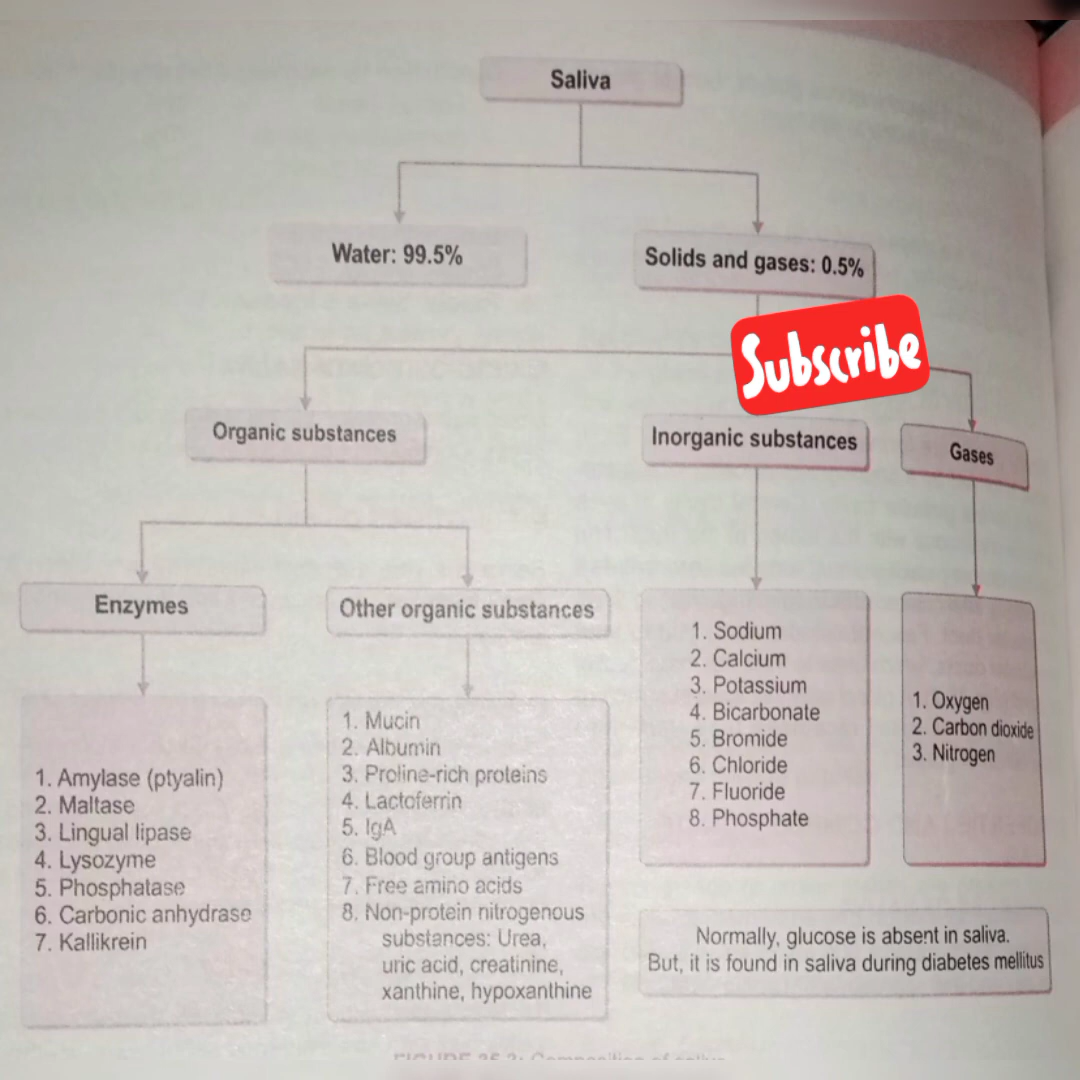 Saliva
Water: 99.5%
Solids and gases: 0.5%
Subscribe
Organic substances
Inorganic substances
Gases
Enzymes
Other organic substances
1. Amylase (ptyalin)
2. Maltase
3. Lingual lipase
4. Lysozyme
5. Phosphatase
6. Carbonic anhydrase
7. Kallikrein
1. Mucin
2. Albumin
3. Proline-rich proteins
4. Lactoferrin
5. IgA
6. Blood group antigens
7. Free amino acids
8. Non-protein nitrogenous
substances: Urea,
uric acid, creatinine,
xanthine, hypoxanthine
1. Sodium
2. Calcium
3. Potassium
4. Bicarbonate
5. Bromide
6. Chloride
7. Fluoride
8. Phosphate
1. Oxygen
2. Carbon dioxide
3. Nitrogen
Normally, glucose is absent in saliva.
But, it is found in saliva during diabetes mellitus